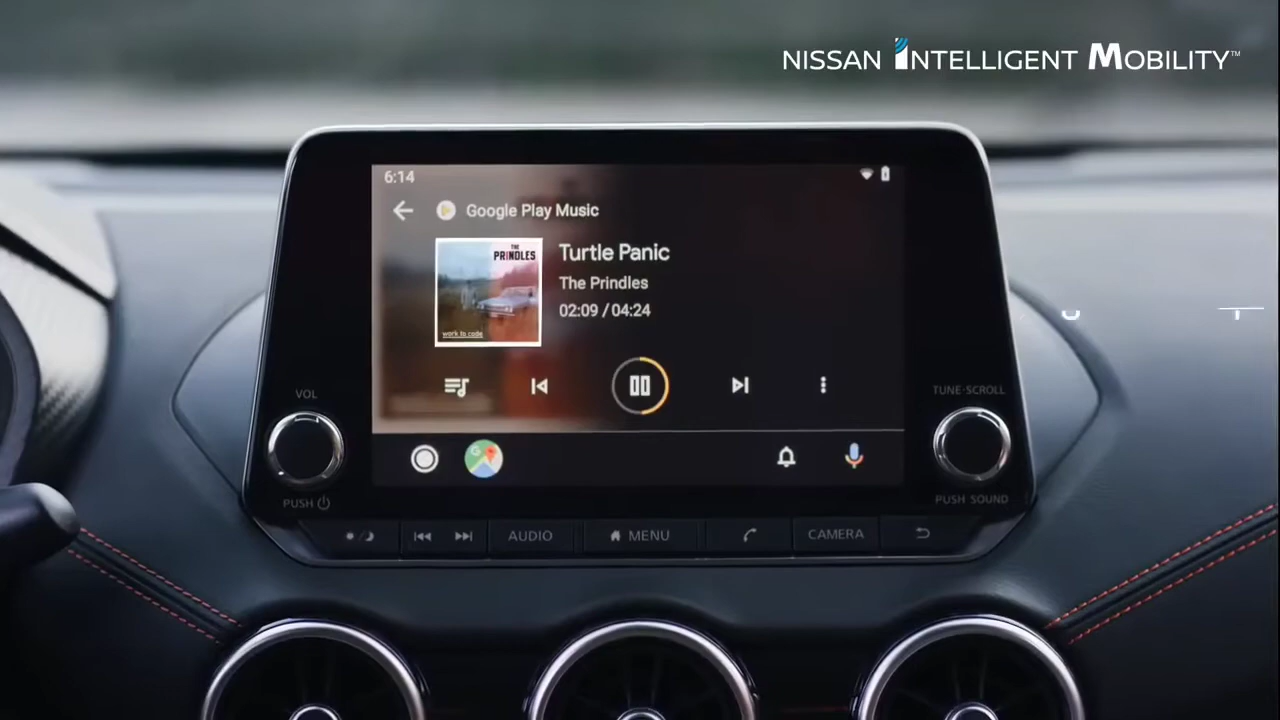 NISSAN INTELLIGENT MOBILITY™
6:14
Google Play Music
THE
PRINDLES
work to code
Turtle Panic
The Prindles
02:09 / 04:24
VOL
PUSH
TUNE·SCROLL
PUSH SOUND
AUDIO
MENU
CAMERA